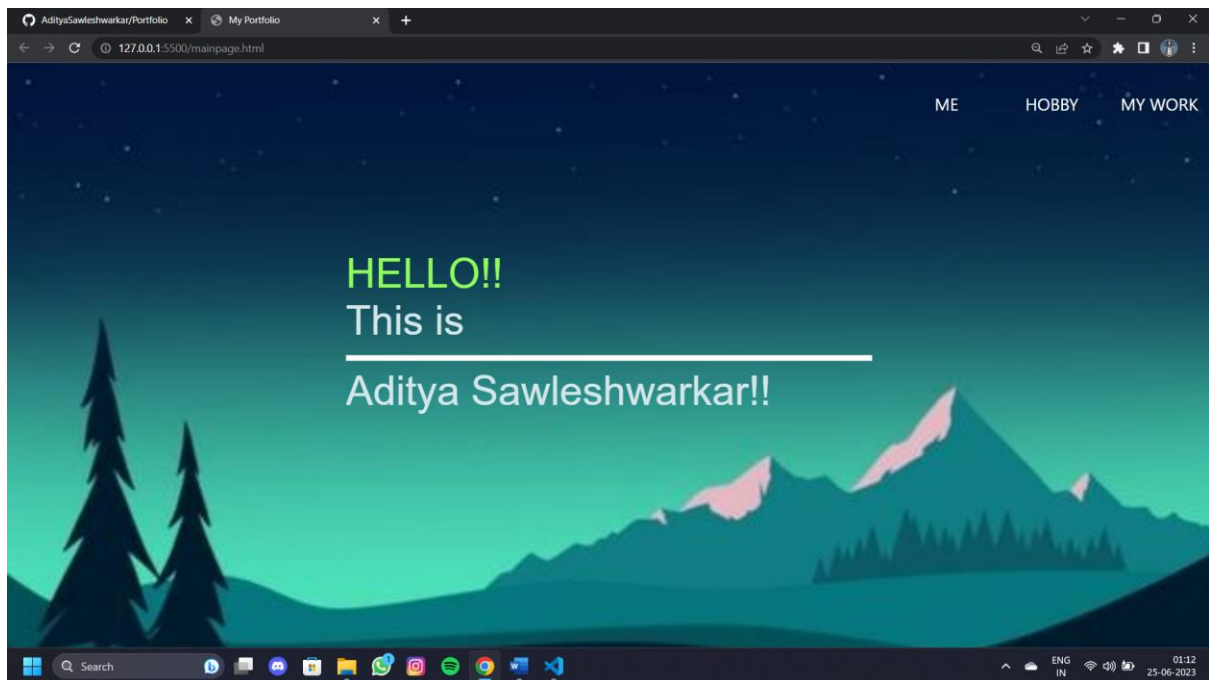 AdityaSawleshwarkar/Portfolio
My Portfolio
127.0.0.1:5500/mainpage.html
ME HOBBY MY WORK
HELLO!!
This is
Aditya Sawleshwarkar!!
Search
ENG
IN
01:12
25-06-2023